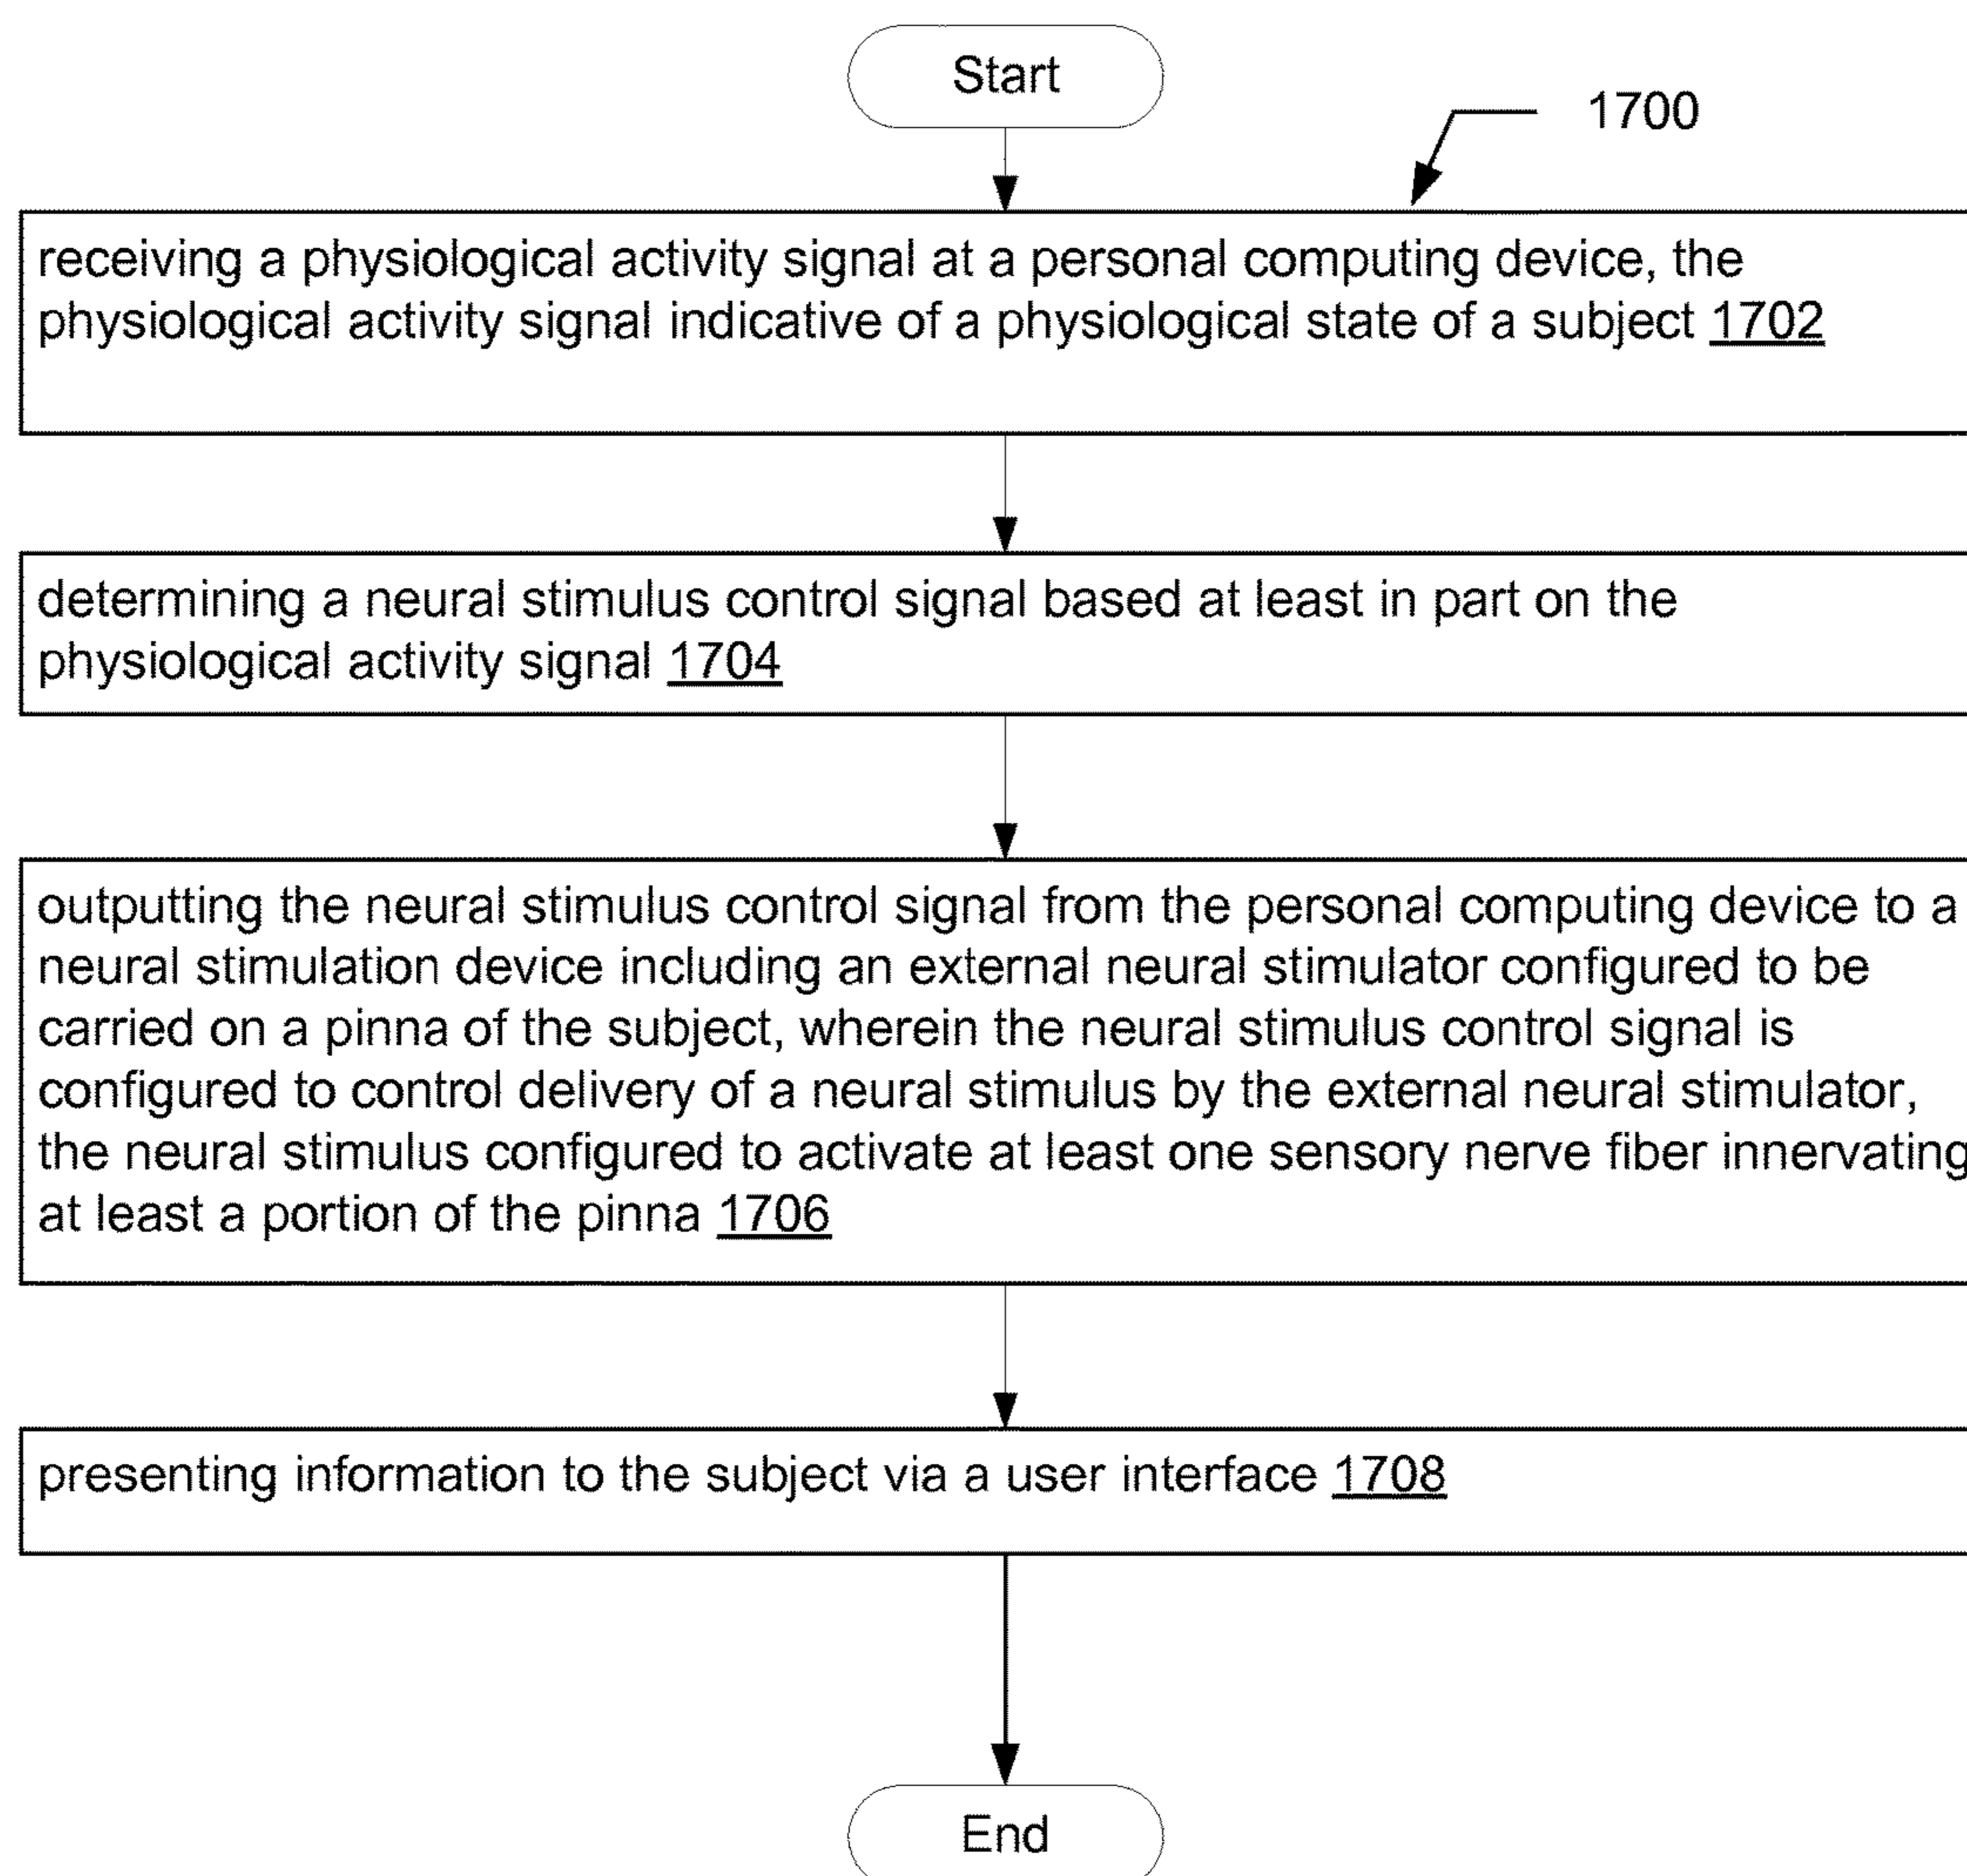 Start
1700
receiving a physiological activity signal at a personal computing device, the
physiological activity signal indicative of a physiological state of a subject 1702
determining a neural stimulus control signal based at least in part on the
physiological activity signal 1704
outputting the neural stimulus control signal from the personal computing device to a
neural stimulation device including an external neural stimulator configured to be
carried on a pinna of the subject, wherein the neural stimulus control signal is
configured to control delivery of a neural stimulus by the external neural stimulator,
the neural stimulus configured to activate at least one sensory nerve fiber innervating
at least a portion of the pinna 1706
presenting information to the subject via a user interface 1708
End